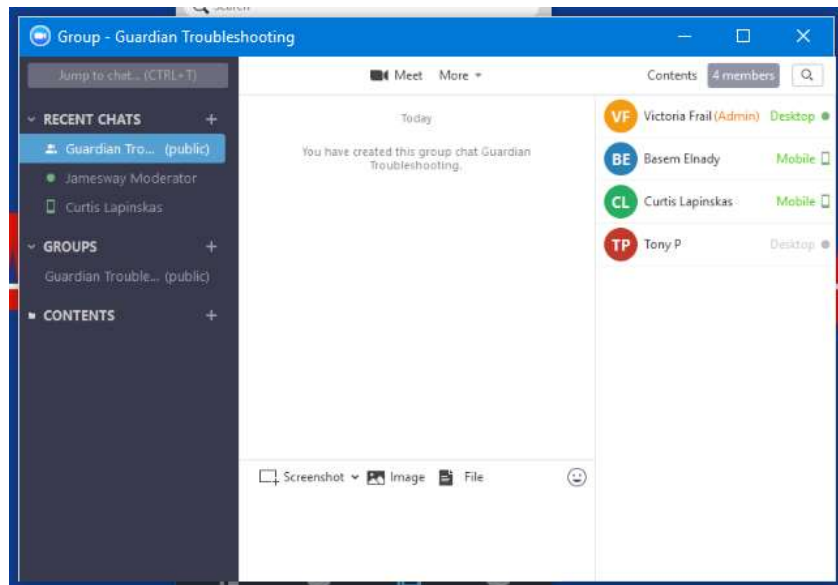 Search
Group - Guardian Troubleshooting
Jump to chat... (CTRL+T)
RECENT CHATS +
Guardian Tro... (public)
Jamesway Moderator
Curtis Lapinskas
GROUPS +
Guardian Trouble... (public)
CONTENTS +
Meet More
Today
You have created this group chat Guardian
Troubleshooting.
Screenshot Image File
Contents 4 members
VF Victoria Frail (Admin) Desktop
BE Basem Elnady Mobile
CL Curtis Lapinskas Mobile
TP Tony P Desktop